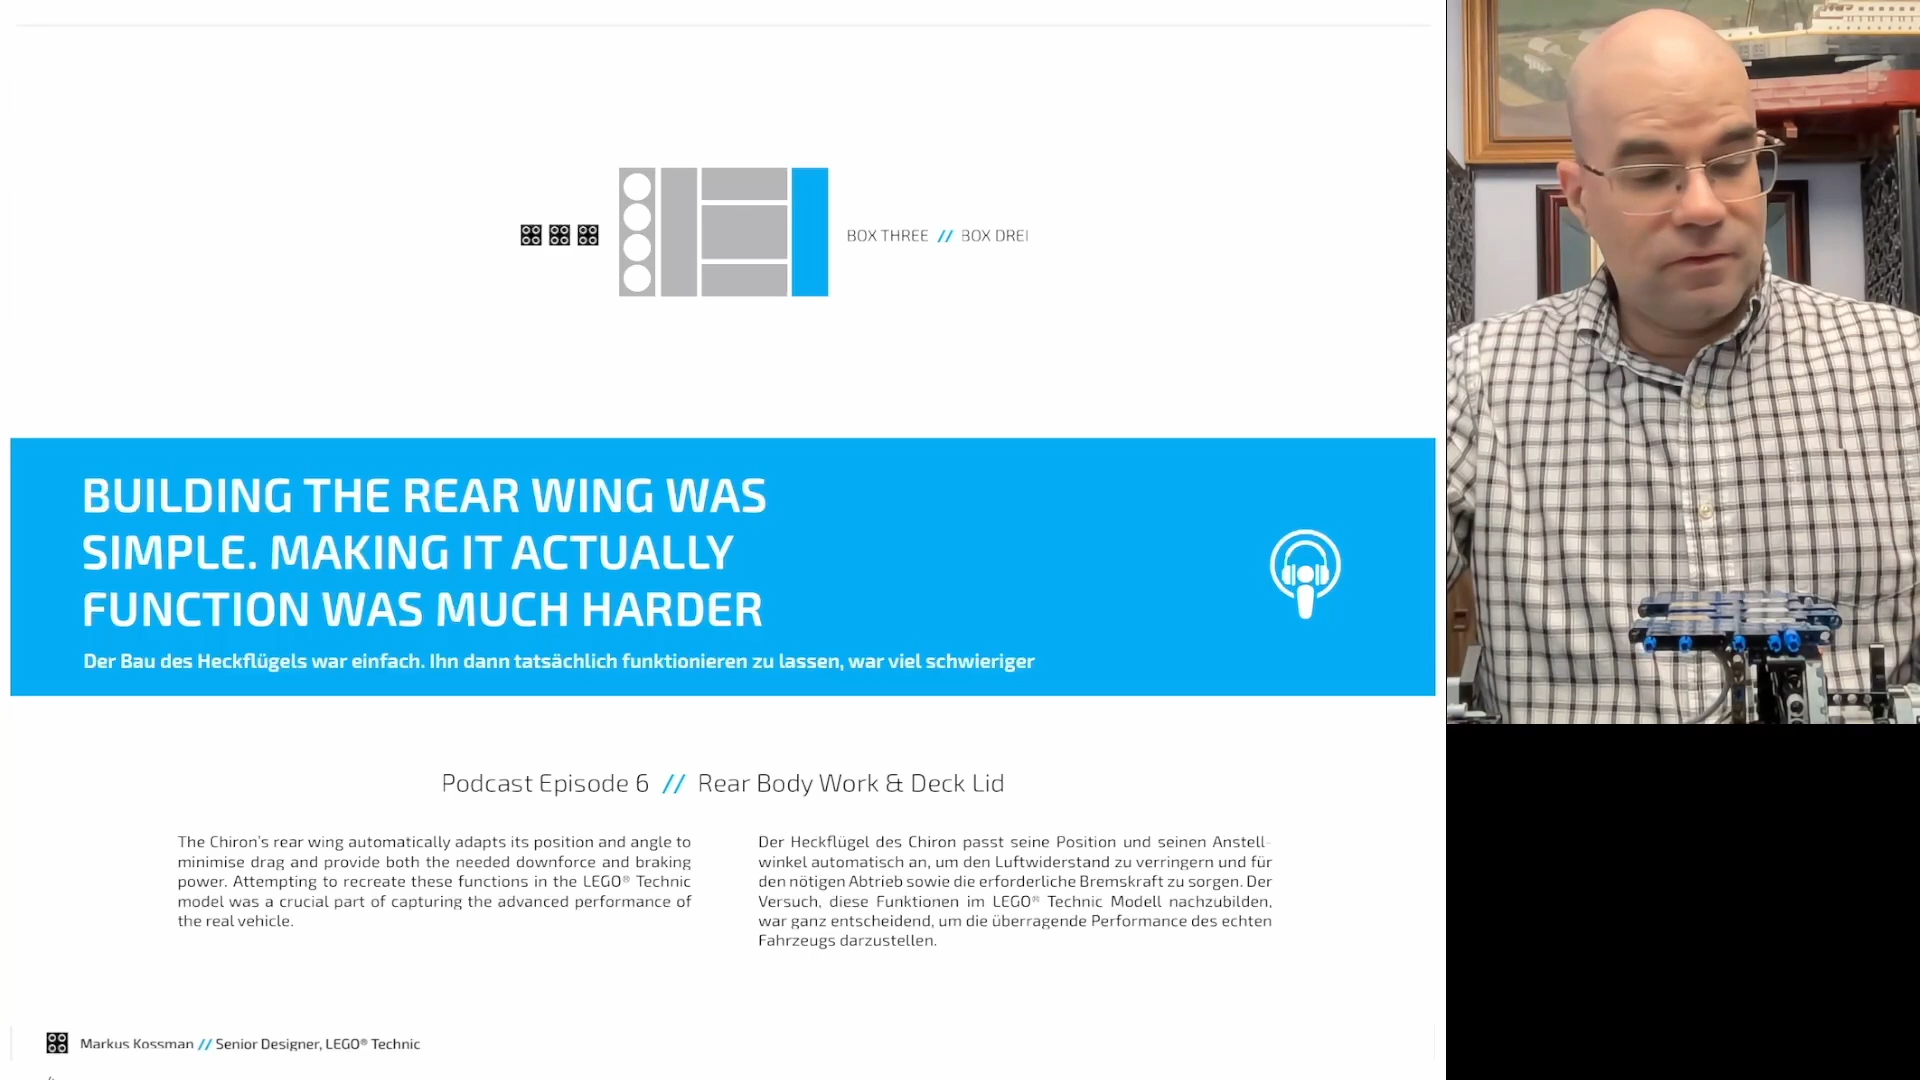 BOX THREE // BOX DREI
BUILDING THE REAR WING WAS
SIMPLE. MAKING IT ACTUALLY
FUNCTION WAS MUCH HARDER
Der Bau des Heckflügels war einfach. Ihn dann tatsächlich funktionieren zu lassen, war viel schwieriger
Podcast Episode 6 // Rear Body Work & Deck Lid
The Chiron's rear wing automatically adapts its position and angle to
minimise drag and provide both the needed downforce and braking
power. Attempting to recreate these functions in the LEGO® Technic
model was a crucial part of capturing the advanced performance of
the real vehicle.
Der Heckflügel des Chiron passt seine Position und seinen Anstell-
winkel automatisch an, um den Luftwiderstand zu verringern und für
den nötigen Abtrieb sowie die erforderliche Bremskraft zu sorgen. Der
Versuch, diese Funktionen im LEGO® Technic Modell nachzubilden,
war ganz entscheidend, um die überragende Performance des echten
Fahrzeugs darzustellen.
Markus Kossman // Senior Designer, LEGO® Technic